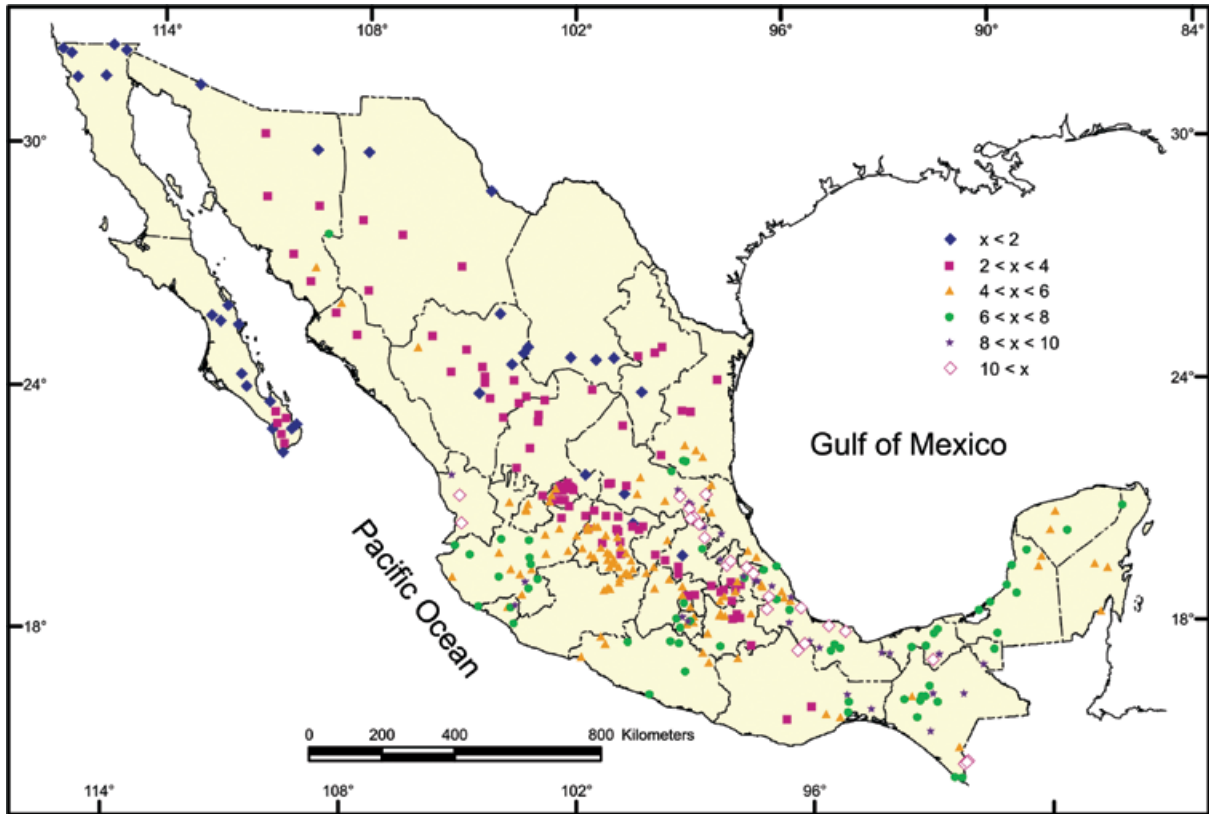 114° 108° 102° 96° 90° 84°
30° 30°
x < 2
2 < x < 4
4 < x < 6
6 < x < 8
8 < x < 10
10 < x
24° 24°
Gulf of Mexico
Pacific Ocean
18° 18°
0 200 400 800 Kilometers
114° 108° 102° 96°